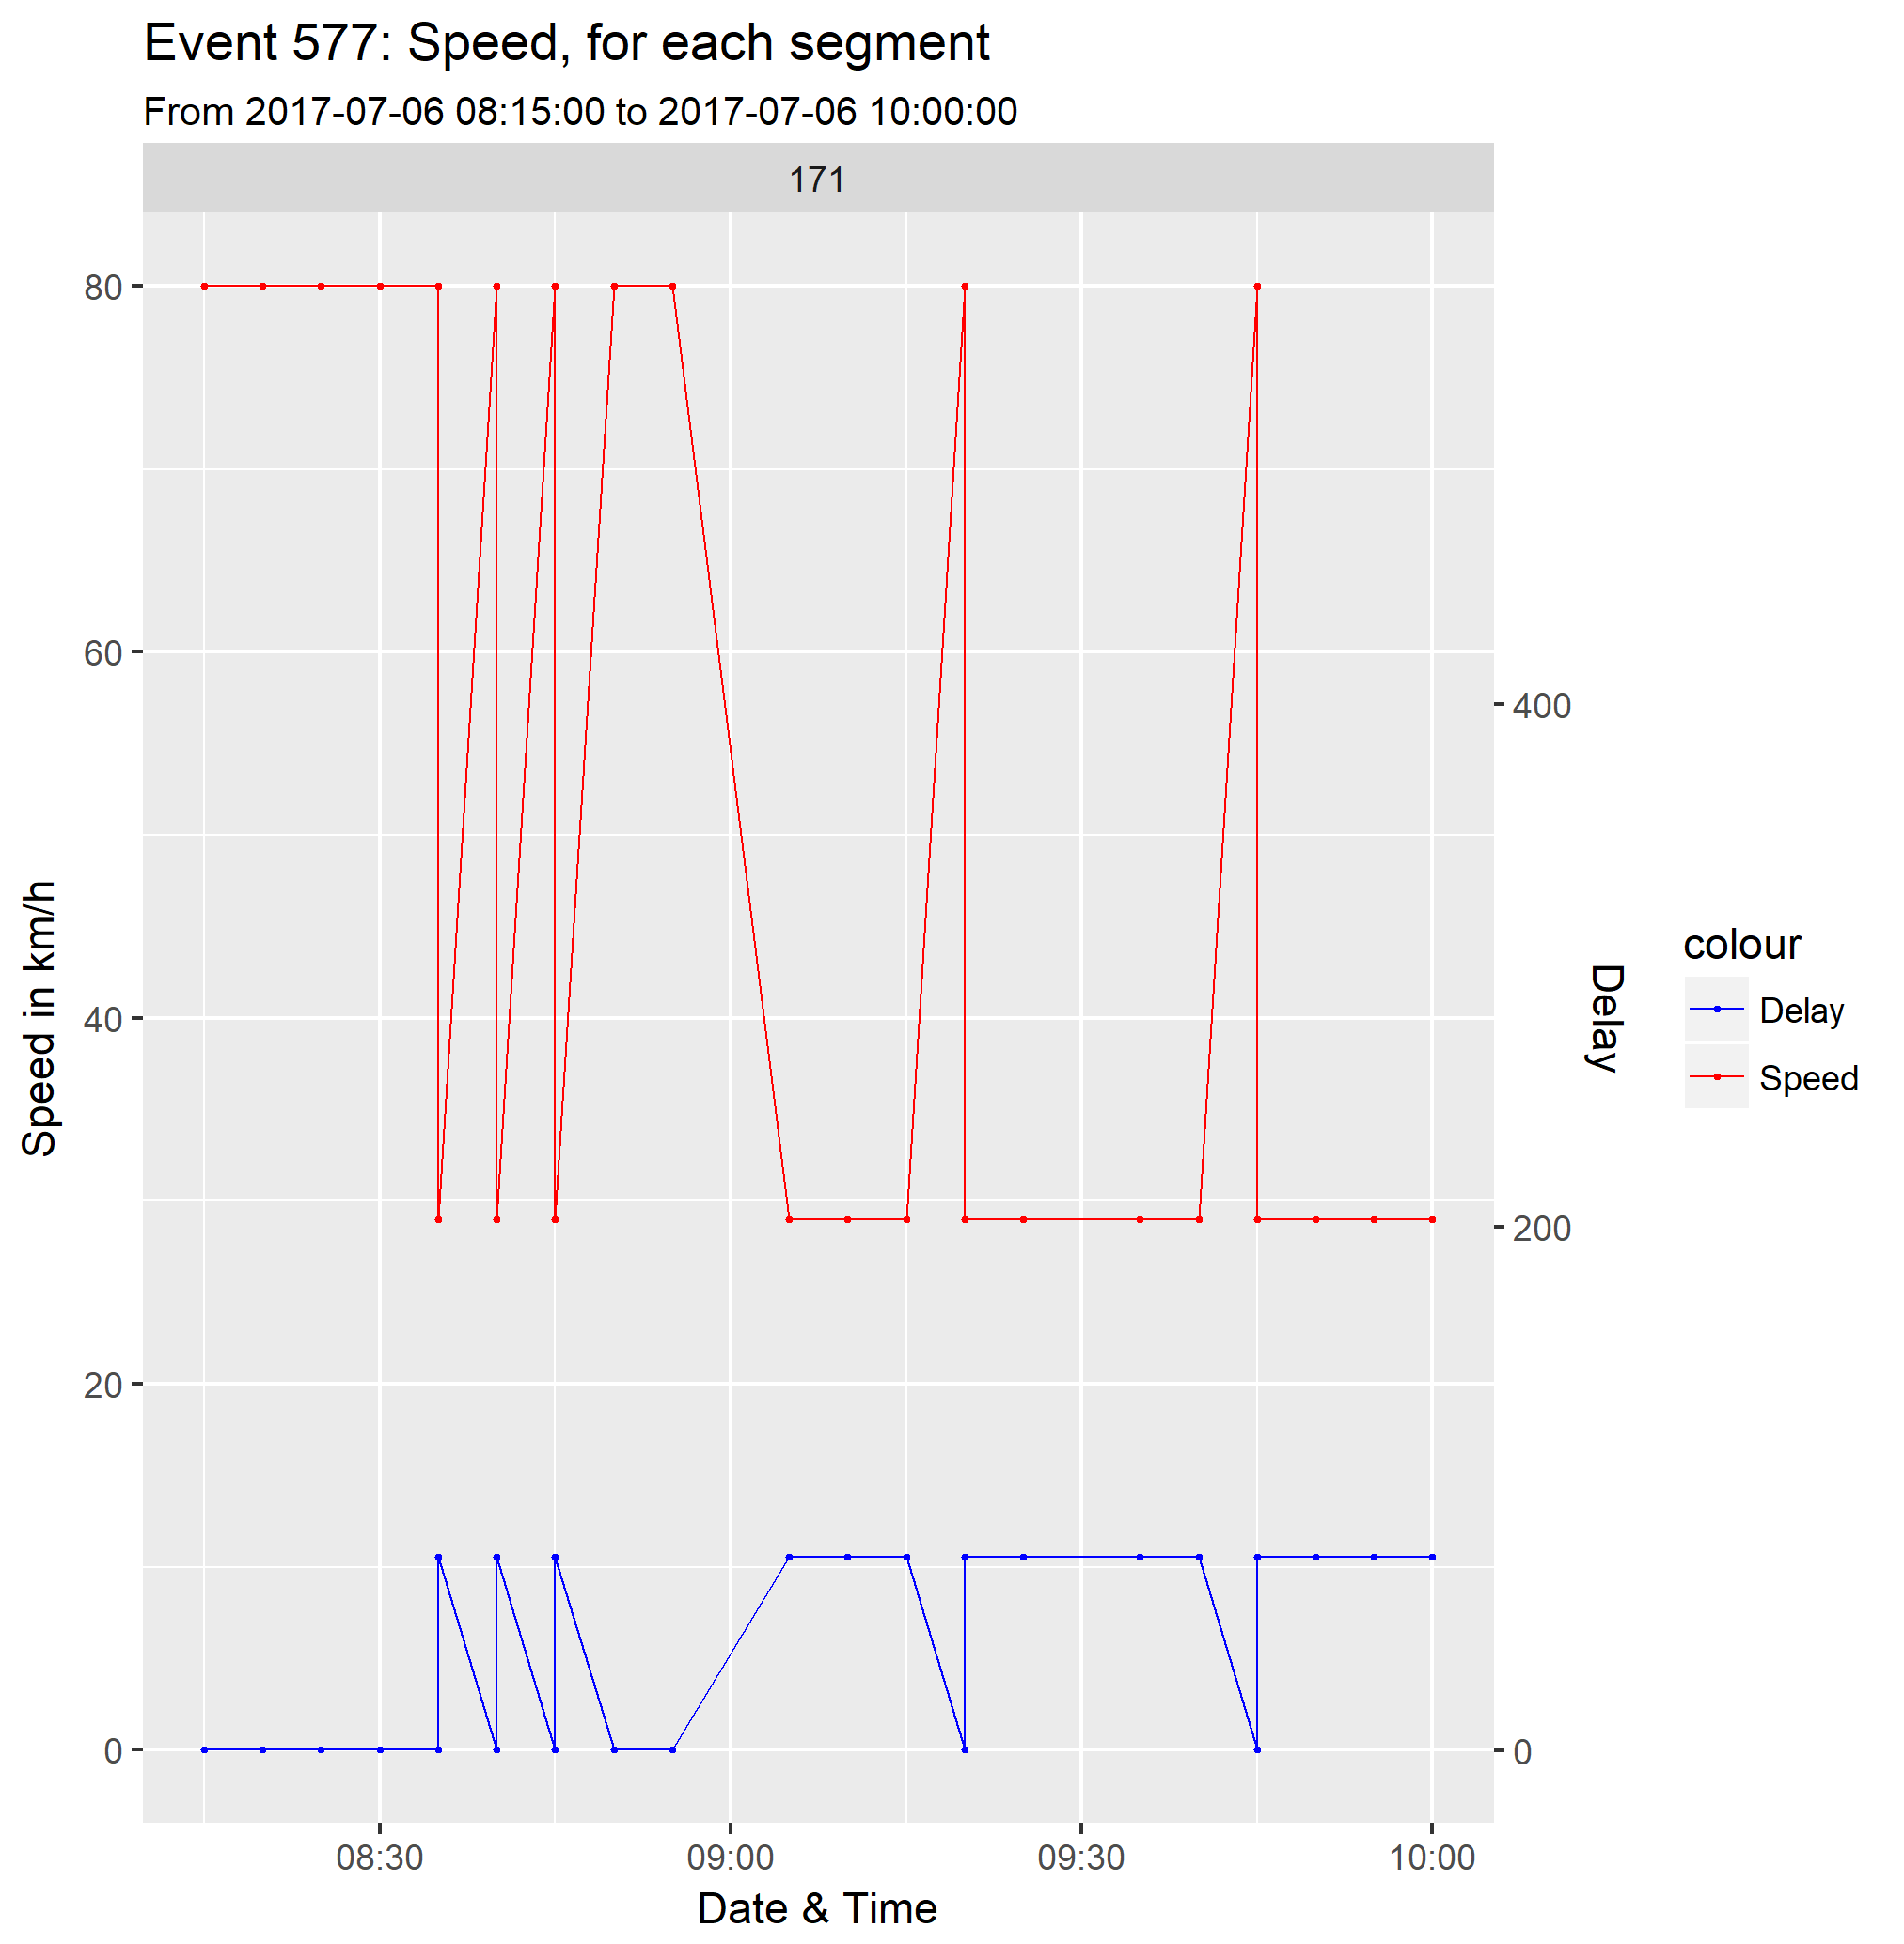 Event 577: Speed, for each segment
From 2017-07-06 08:15:00 to 2017-07-06 10:00:00
171
80
60
40
20
0
Speed in km/h
400
200
0
Delay
colour
Delay
Speed
08:30
09:00
09:30
10:00
Date & Time